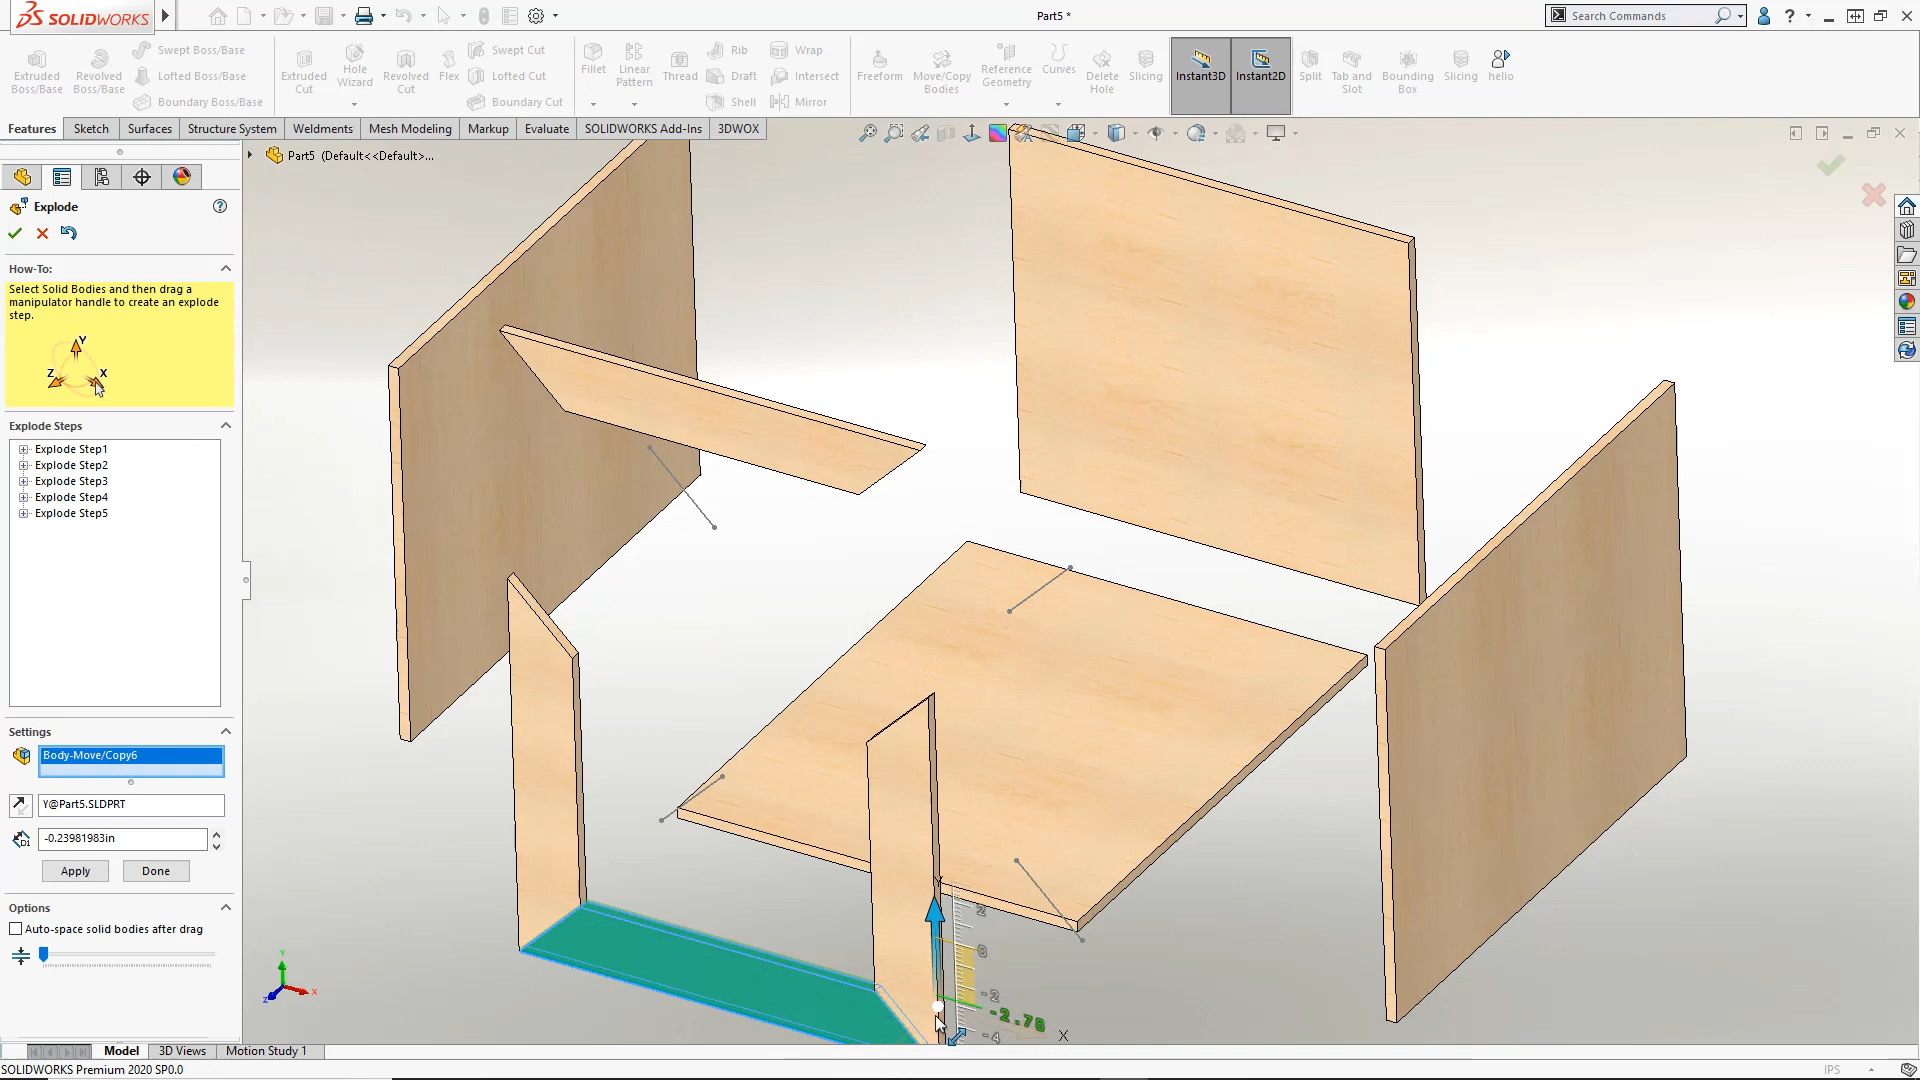 SOLIDWORKS
Part5 *
Search Commands
Extruded Boss/Base
Revolved Boss/Base
Swept Boss/Base
Lofted Boss/Base
Boundary Boss/Base
Extruded Cut
Hole Wizard
Revolved Cut
Flex
Swept Cut
Lofted Cut
Boundary Cut
Fillet
Linear Pattern
Thread
Rib
Draft
Shell
Wrap
Intersect
Mirror
Freeform
Move/Copy Bodies
Reference Geometry
Curves
Delete Hole
Slicing
Instant3D
Instant2D
Split
Tab and Slot
Bounding Box
Slicing
helio
Features
Sketch
Surfaces
Structure System
Weldments
Mesh Modeling
Markup
Evaluate
SOLIDWORKS Add-Ins
3DWOX
Part5 (Default<<Default>...
Explode
How-To:
Select Solid Bodies and then drag a
manipulator handle to create an explode
step.
Y
Z
X
Explode Steps
Explode Step1
Explode Step2
Explode Step3
Explode Step4
Explode Step5
Settings
Body-Move/Copy6
Y@Part5.SLDPRT
D1
-0.23981983in
Apply
Done
Options
Auto-space solid bodies after drag
Y
2
0
-2
-2.78
-4
X
y
x
z
Model
3D Views
Motion Study 1
SOLIDWORKS Premium 2020 SP0.0
IPS